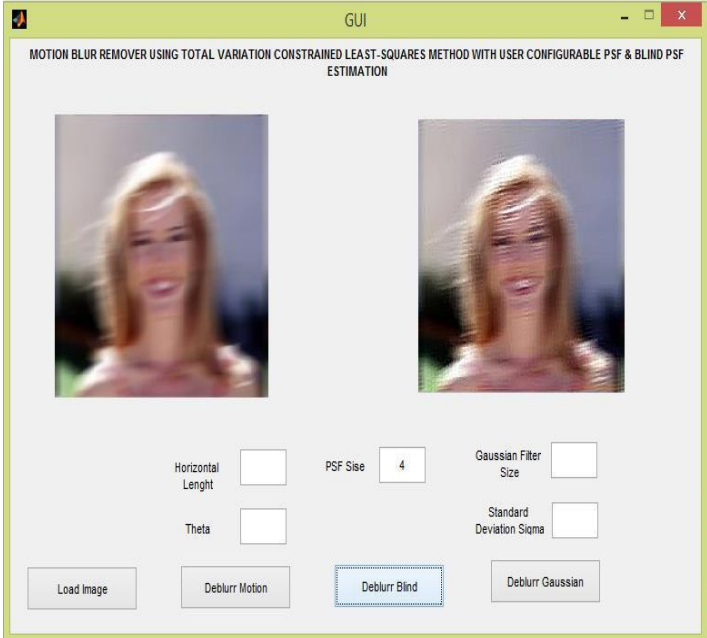 GUI
MOTION BLUR REMOVER USING TOTAL VARIATION CONSTRAINED LEAST-SQUARES METHOD WITH USER CONFIGURABLE PSF & BLIND PSF
ESTIMATION
Horizontal
Lenght
PSF Sise
4
Gaussian Filter
Size
Theta
Standard
Deviation Sigma
Load Image
Deblurr Motion
Deblurr Blind
Deblurr Gaussian